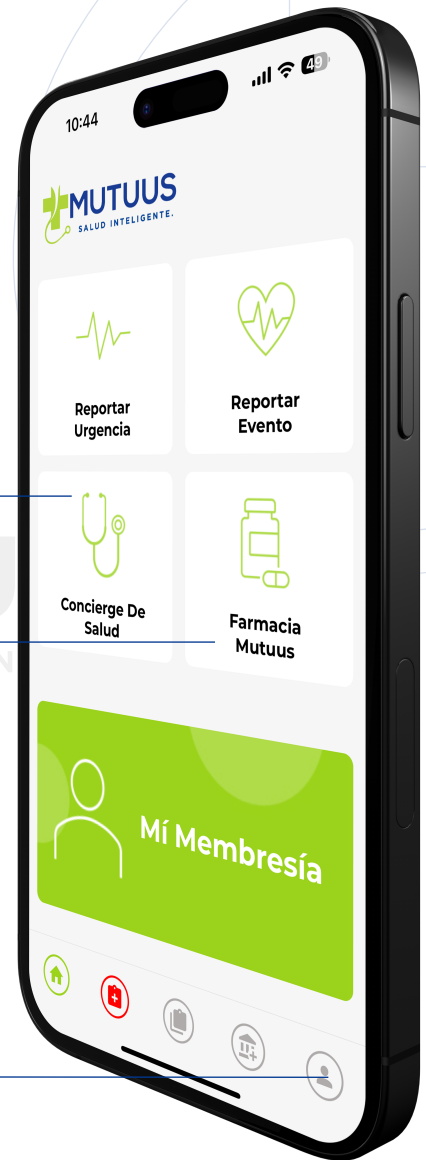 10:44
49
MUTUUS
SALUD INTELIGENTE.
Reportar
Urgencia
Reportar
Evento
Concierge De
Salud
Farmacia
Mutuus
Mí Membresía